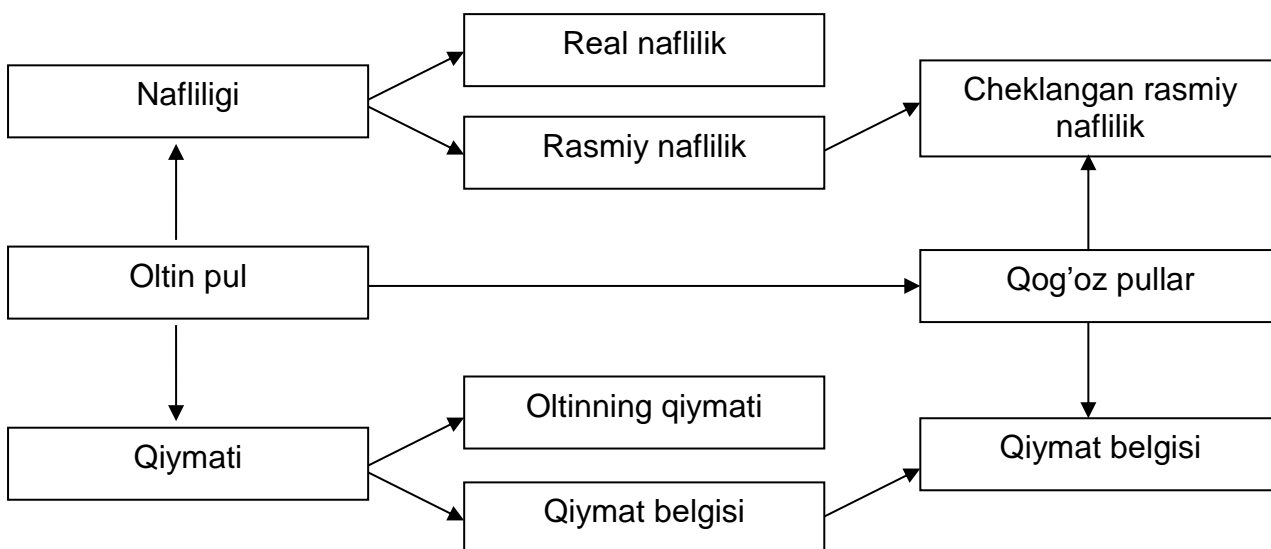 Real naflilik
Nafliligi
Cheklangan rasmiy
naflilik
Rasmiy naflilik
Oltin pul
Qog’oz pullar
Oltinning qiymati
Qiymati
Qiymat belgisi
Qiymat belgisi